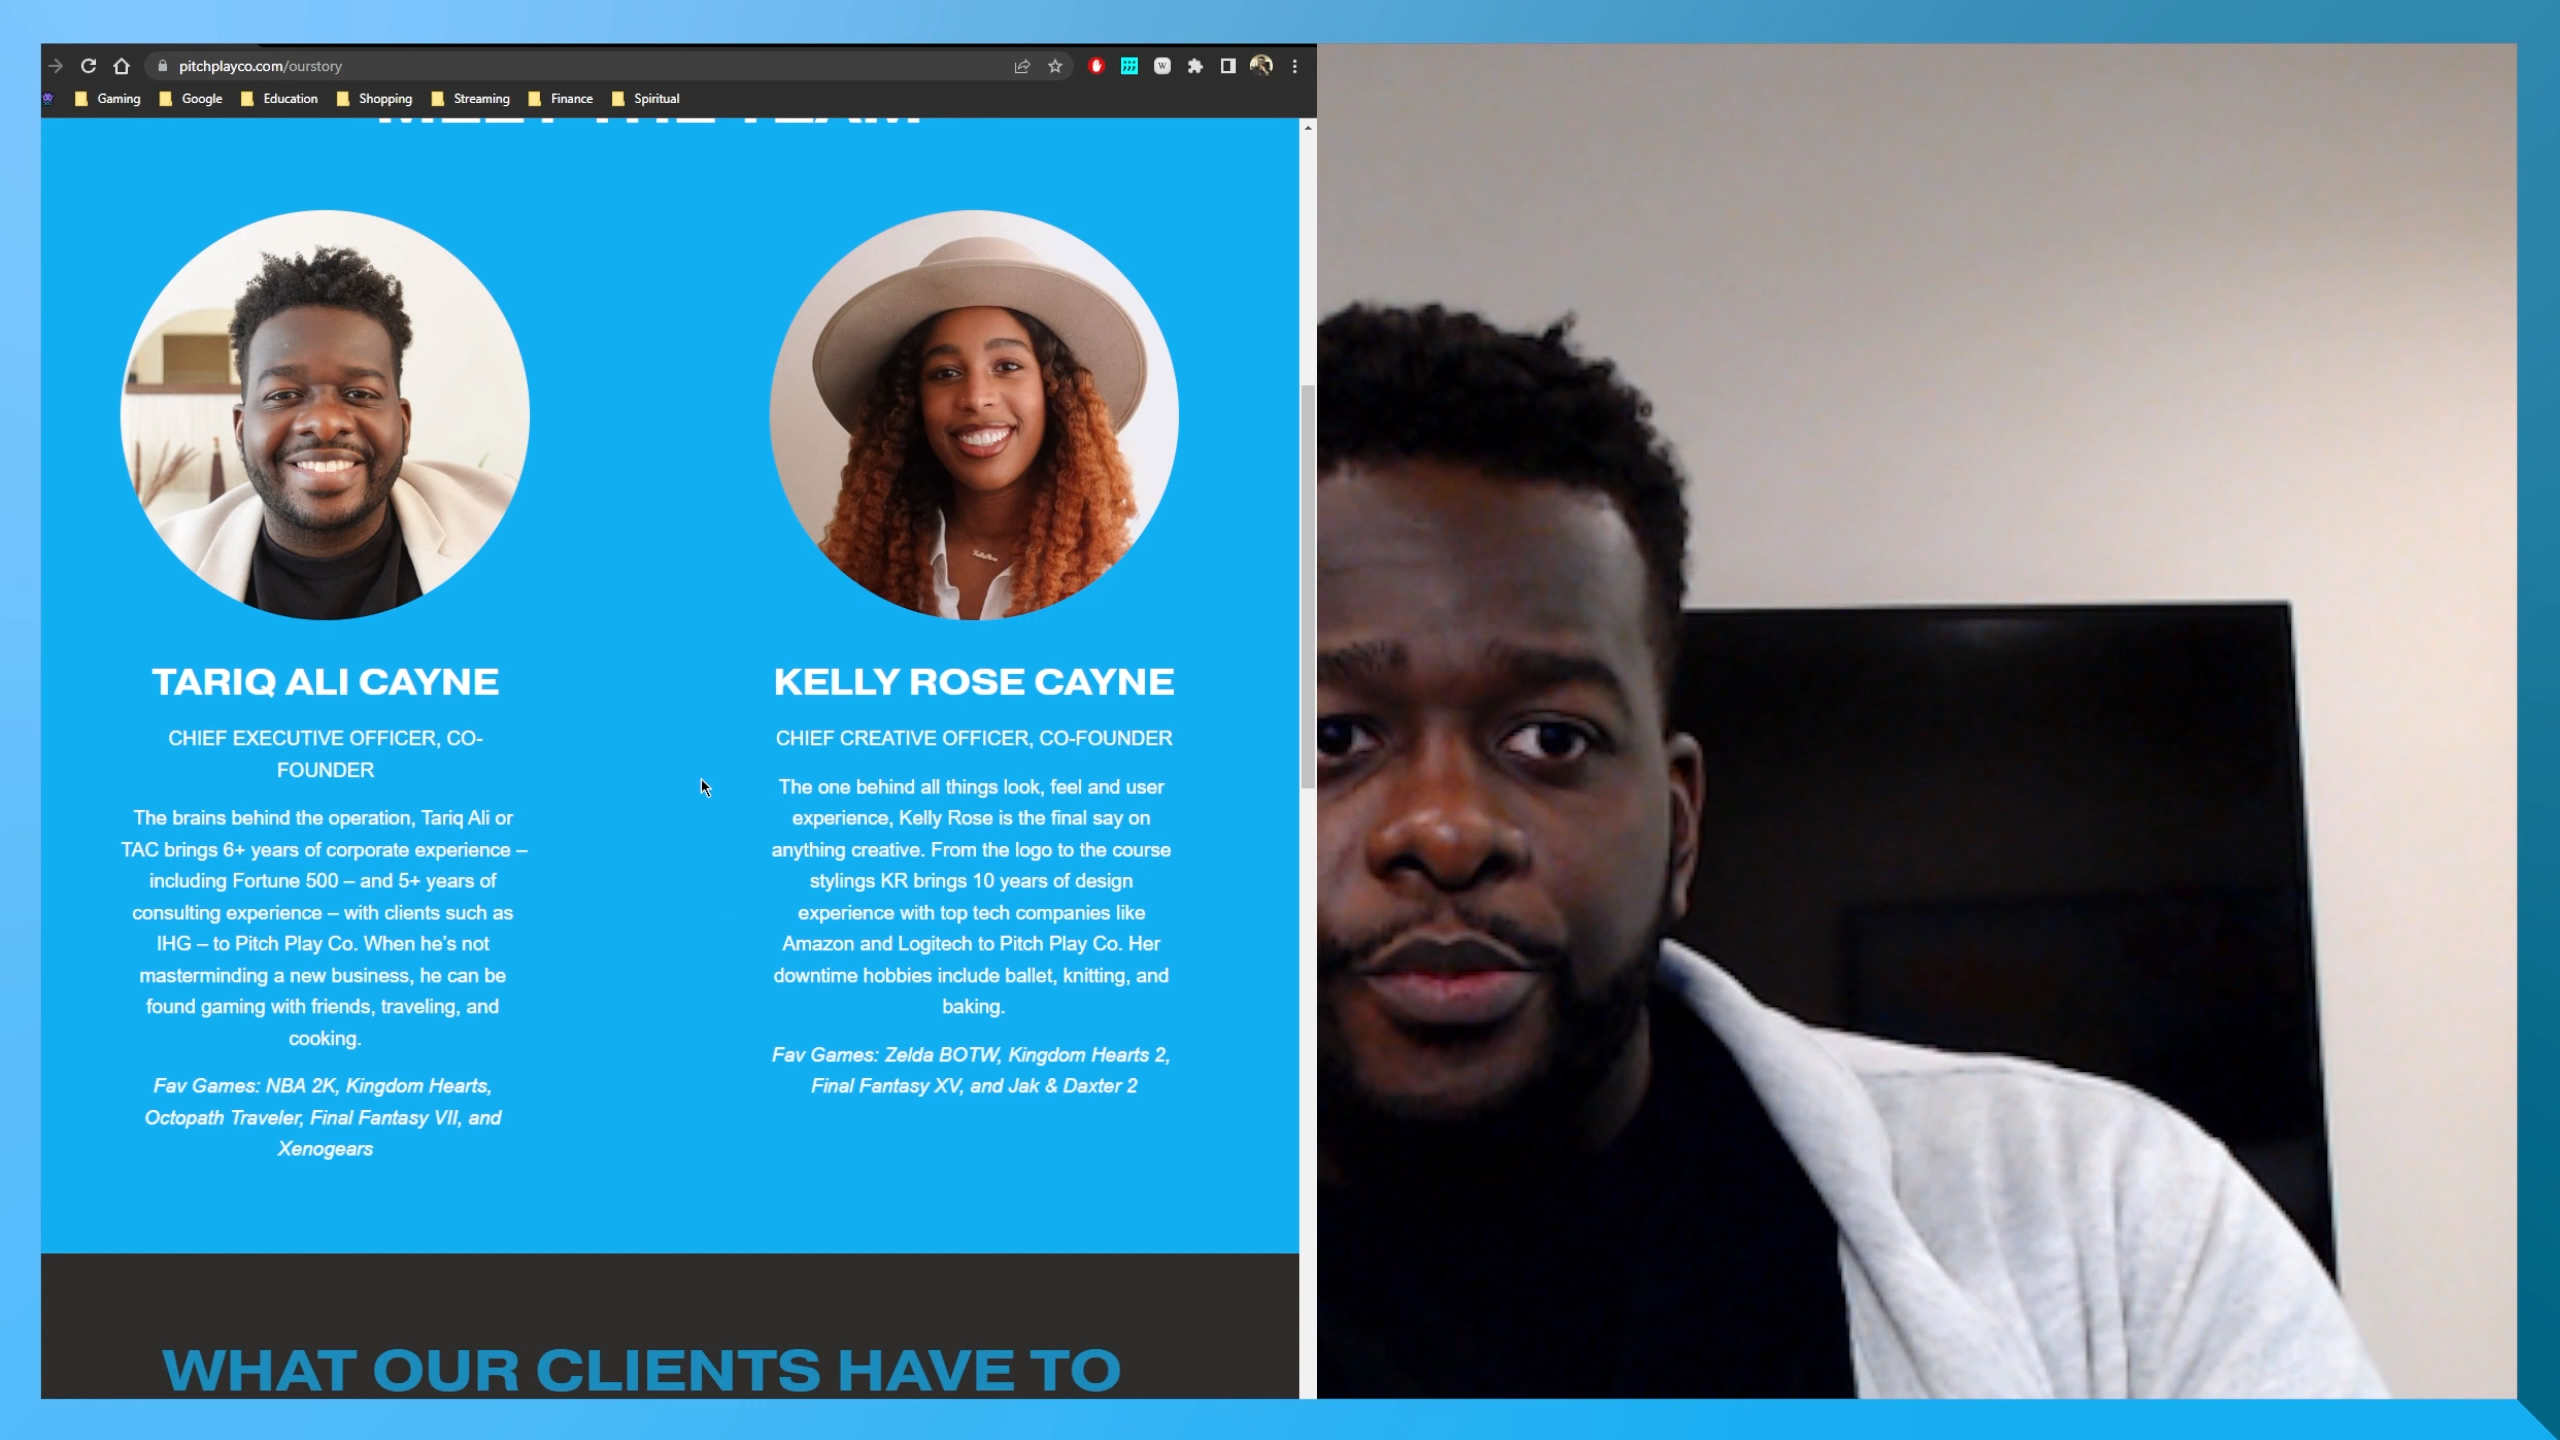 pitchplayco.com/ourstory
Gaming Google Education Shopping Streaming Finance Spiritual
MEET THE TEAM
TARIQ ALI CAYNE
CHIEF EXECUTIVE OFFICER, CO-
FOUNDER
The brains behind the operation, Tariq Ali or
TAC brings 6+ years of corporate experience –
including Fortune 500 – and 5+ years of
consulting experience – with clients such as
IHG – to Pitch Play Co. When he's not
masterminding a new business, he can be
found gaming with friends, traveling, and
cooking.
Fav Games: NBA 2K, Kingdom Hearts,
Octopath Traveler, Final Fantasy VII, and
Xenogears
KELLY ROSE CAYNE
CHIEF CREATIVE OFFICER, CO-FOUNDER
The one behind all things look, feel and user
experience, Kelly Rose is the final say on
anything creative. From the logo to the course
stylings KR brings 10 years of design
experience with top tech companies like
Amazon and Logitech to Pitch Play Co. Her
downtime hobbies include ballet, knitting, and
baking.
Fav Games: Zelda BOTW, Kingdom Hearts 2,
Final Fantasy XV, and Jak & Daxter 2
WHAT OUR CLIENTS HAVE TO